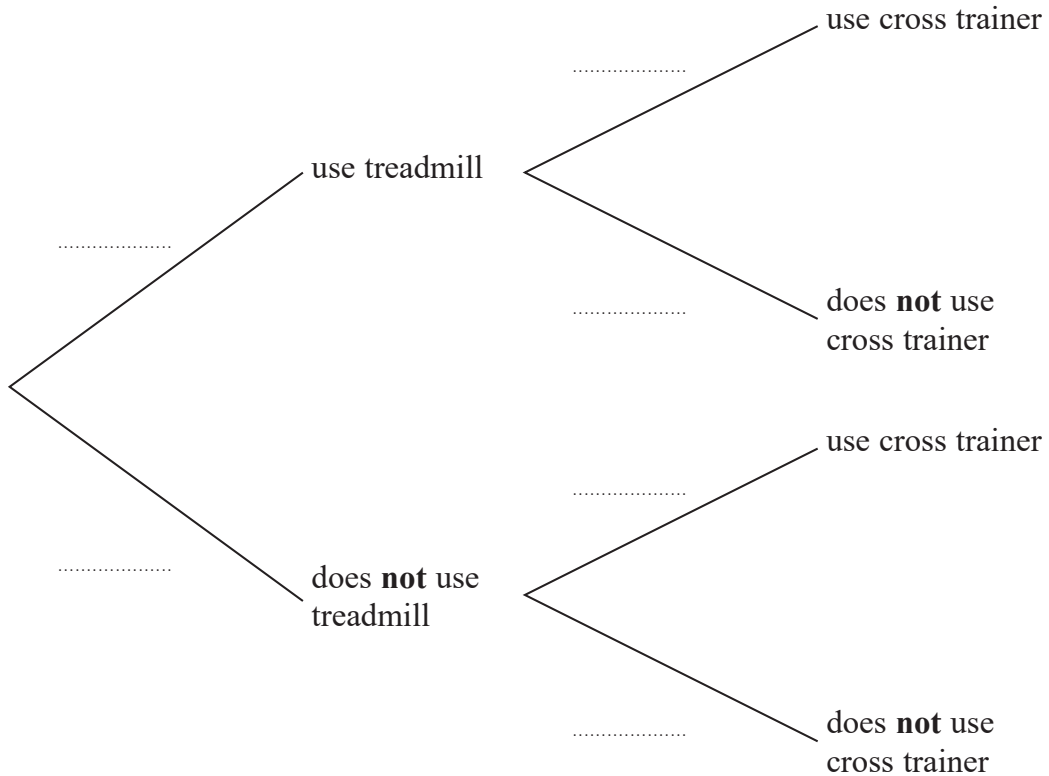 use cross trainer
....................
use treadmill
....................
does not use
cross trainer
....................
use cross trainer
....................
....................
does not use
treadmill
does not use
cross trainer
....................